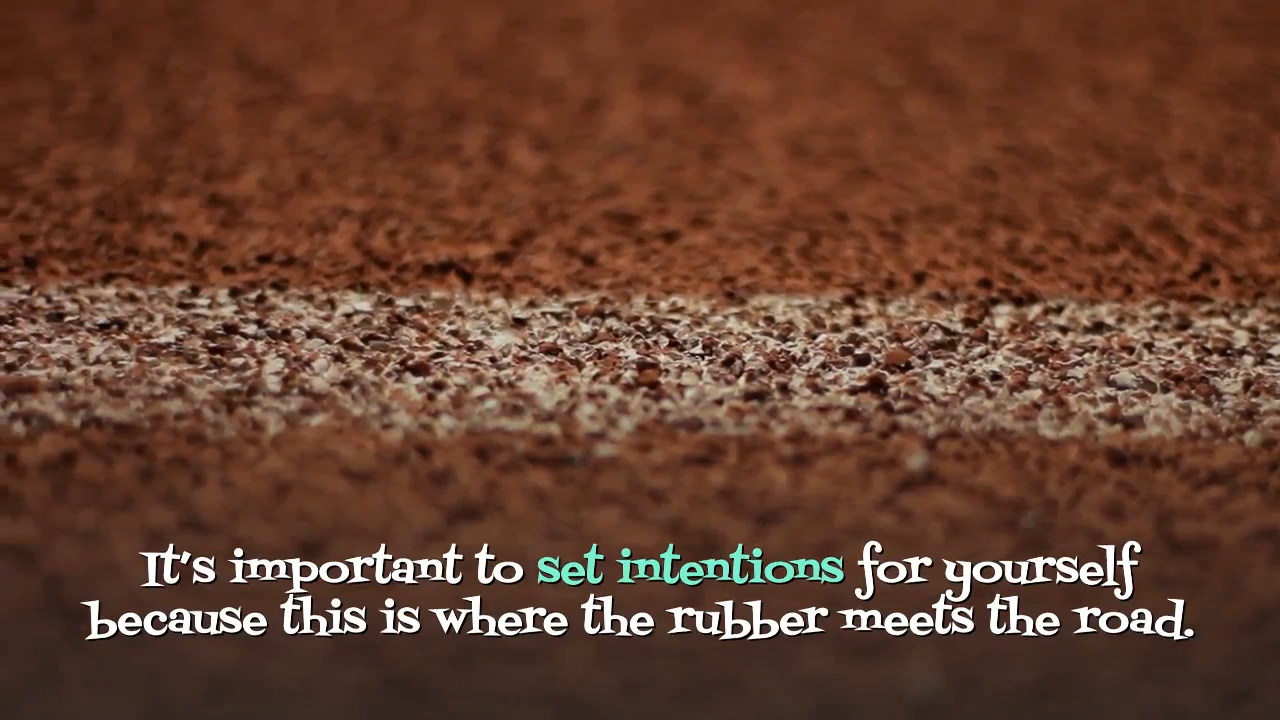 It's important to set intentions for yourself
because this is where the rubber meets the road.